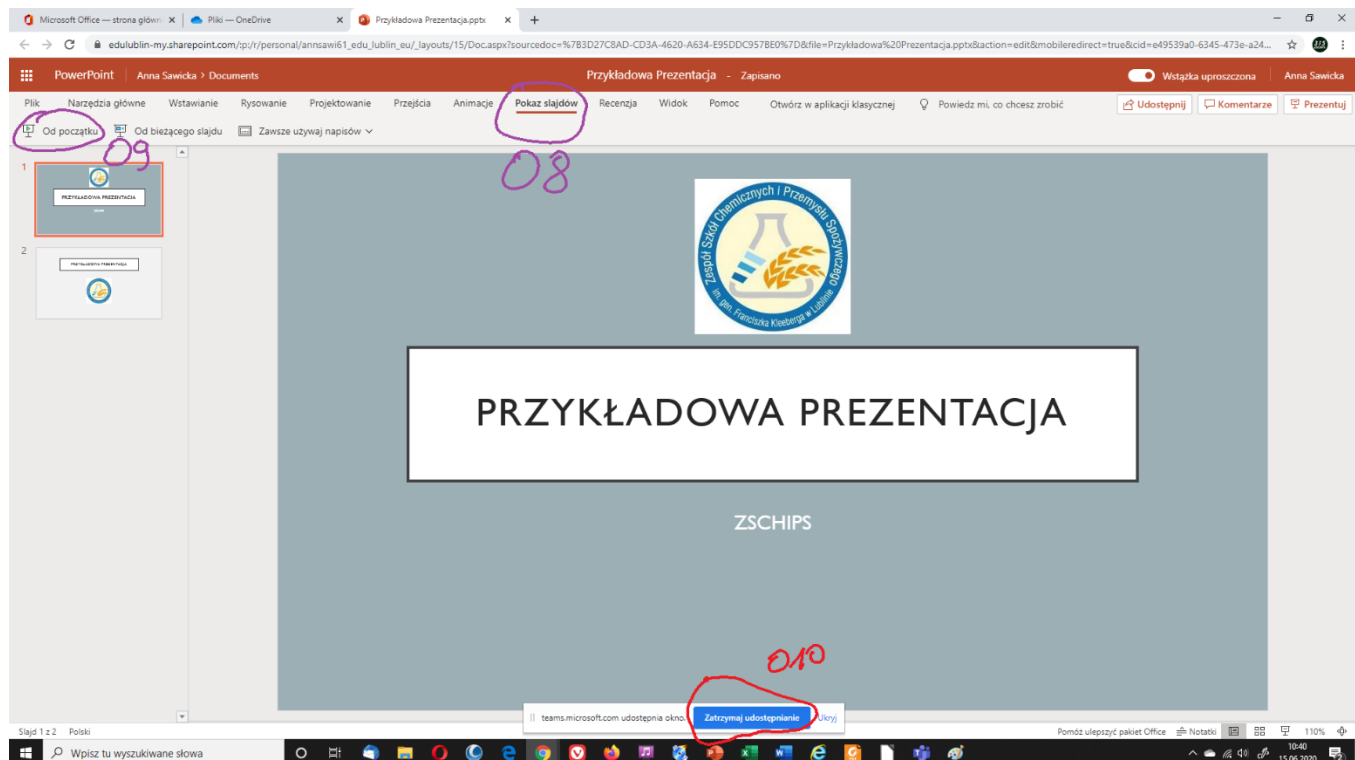 Microsoft Office — strona główn
Pliki — OneDrive
Przykładowa Prezentacja.pptx
edulublin-my.sharepoint.com/:p:/r/personal/annsawi61_edu_lublin_eu/_layouts/15/Doc.aspx?sourcedoc=%7B3D27C8AD-CD3A-4620-A634-E95DDC957BE0%7D&file=Przykładowa%20Prezentacja.pptx&action=edit&mobileredirect=true&cid=e49539a0-6345-473e-a24...
PowerPoint Anna Sawicka > Documents Przykładowa Prezentacja - Zapisano Wstążka uproszczona Anna Sawicka
Plik Narzędzia główne Wstawianie Rysowanie Projektowanie Przejścia Animacje Pokaz slajdów Recenzja Widok Pomoc Otwórz w aplikacji klasycznej Powiedz mi, co chcesz zrobić Udostępnij Komentarze Prezentuj
Od początku Od bieżącego slajdu Zawsze używaj napisów
09
08
1
PRZYKŁADOWA PREZENTACJA
2
PRZYKŁADOWA PREZENTACJA
Zespół Szkół Chemicznych i Przemysłu Spożywczego
im. gen. Franciszka Kleeberga w Lublinie
PRZYKŁADOWA PREZENTACJA
ZSCHIPS
010
teams.microsoft.com udostępnia okno. Zatrzymaj udostępnianie Ukryj
Slajd 1 z 2 Polski Pomóż ulepszyć pakiet Office Notatki 110%
Wpisz tu wyszukiwane słowa
10:40
15.06.2020